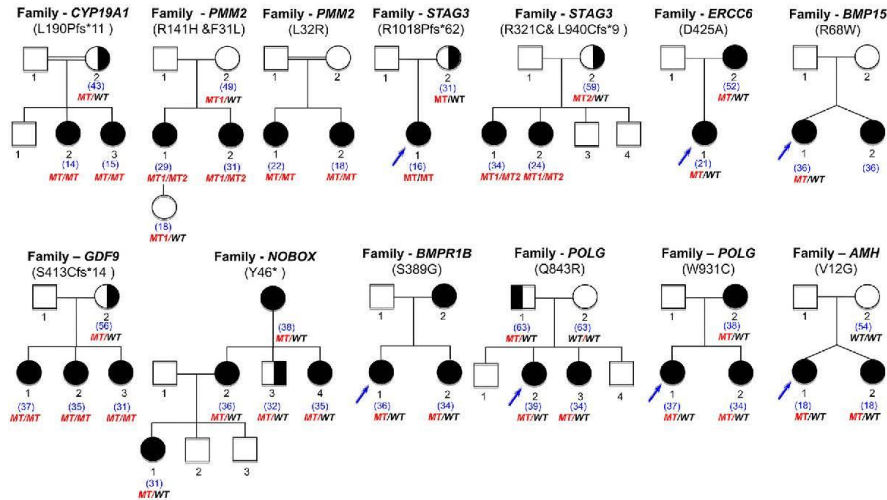 Family - CYP19A1
(L190Pfs*11 )
1
2
(43)
MT/WT
1
2
3
(14)
(15)
MT/MT
MT/MT
Family - PMM2
(R141H &F31L)
1
2
(49)
MT1/WT
1
2
(29)
(31)
MT1/MT2
MT1/MT2
(18)
MT1/WT
Family - PMM2
(L32R)
1
2
1
2
(22)
(18)
MT/MT
MT/MT
Family - STAG3
(R1018Pfs*62)
1
2
(31)
MT/WT
1
(16)
MT/MT
Family - STAG3
(R321C& L940Cfs*9 )
1
2
(59)
MT2/WT
1
2
3
4
(34)
(24)
MT1/MT2
MT1/MT2
Family - ERCC6
(D425A)
1
2
(52)
MT/WT
1
(21)
MT/WT
Family - BMP15
(R68W)
1
2
1
2
(36)
(36)
MT/WT
Family – GDF9
(S413Cfs*14 )
1
2
(56)
MT/WT
1
2
3
(37)
(35)
(31)
MT/MT
MT/MT
MT/MT
Family - NOBOX
(Y46* )
(38)
MT/WT
1
2
3
4
(36)
(32)
(35)
MT/WT
MT/WT
MT/WT
1
2
3
(31)
MT/WT
Family - BMPR1B
(S389G)
1
2
1
2
(36)
(34)
MT/WT
MT/WT
Family - POLG
(Q843R)
1
2
(63)
(63)
MT/WT
WT/WT
1
2
3
4
(39)
(34)
MT/WT
MT/WT
Family – POLG
(W931C)
1
2
(38)
MT/WT
1
2
(37)
(34)
MT/WT
MT/WT
Family - AMH
(V12G)
1
2
(54)
WT/WT
1
2
(18)
(18)
MT/WT
MT/WT